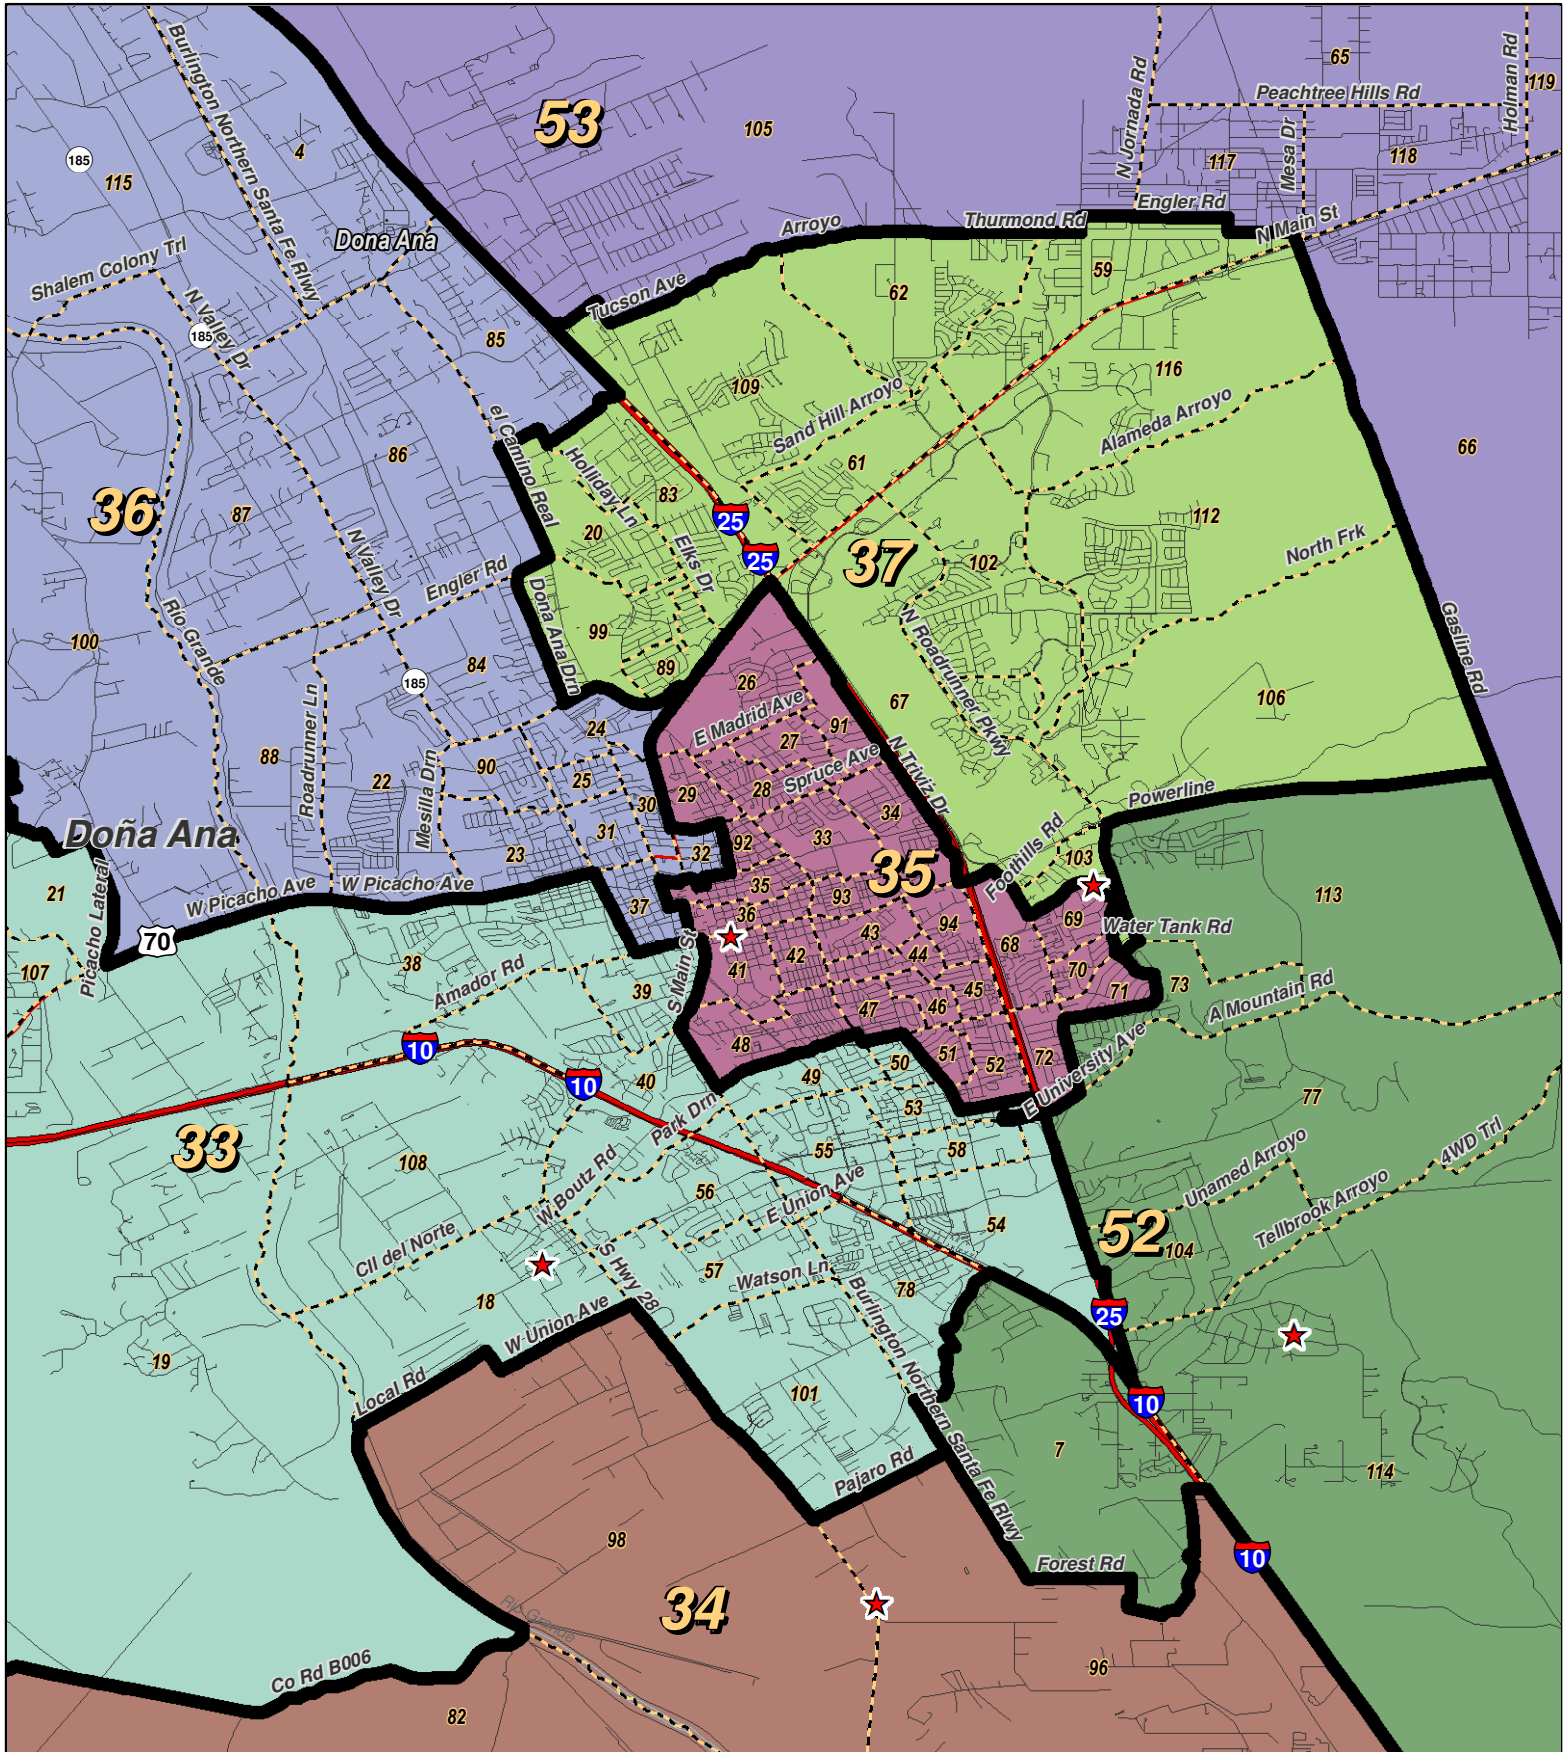 65
119
Holman Rd
Peachtree Hills Rd
N Jornada Rd
Mesa Dr
53
105
117
118
Burlington Northern Santa Fe Rlwy
4
185
115
Engler Rd
Thurmond Rd
Arroyo
N Main St
Dona Ana
Shalem Colony Trl
N Valley Dr
185
Tucson Ave
62
59
85
109
116
Sand Hill Arroyo
Alameda Arroyo
el Camino Real
66
86
Holliday Ln
61
83
36
87
20
25
112
North Frk
N Valley Dr
Elks Dr
25
37
102
Engler Rd
Dona Ana Drn
Rio Grande
100
99
N Roadrunner Pkwy
Gasline Rd
84
89
185
26
67
106
Roadrunner Ln
E Madrid Ave
24
27
91
88
90
22
25
28
Spruce Ave
N Triviz Dr
Mesilla Drn
29
30
Powerline
34
Doña Ana
31
33
92
23
32
35
Foothills Rd
103
21
Picacho Lateral
W Picacho Ave
W Picacho Ave
35
93
113
37
36
94
69
Water Tank Rd
70
43
68
107
38
42
44
41
Amador Rd
S Main St
39
70
73
71
45
A Mountain Rd
46
47
10
48
51
52
72
E University Ave
10
40
49
50
77
Park Drn
53
33
108
55
58
4WD Trl
W Boutz Rd
56
E Union Ave
Unamed Arroyo
Cll del Norte
54
52
104
Tellbrook Arroyo
S Hwy 28
57
Watson Ln
78
18
W Union Ave
Burlington Northern Santa Fe Rlwy
25
19
Local Rd
101
10
7
Pajaro Rd
114
98
10
Forest Rd
34
Rio Grande
Co Rd B006
96
82